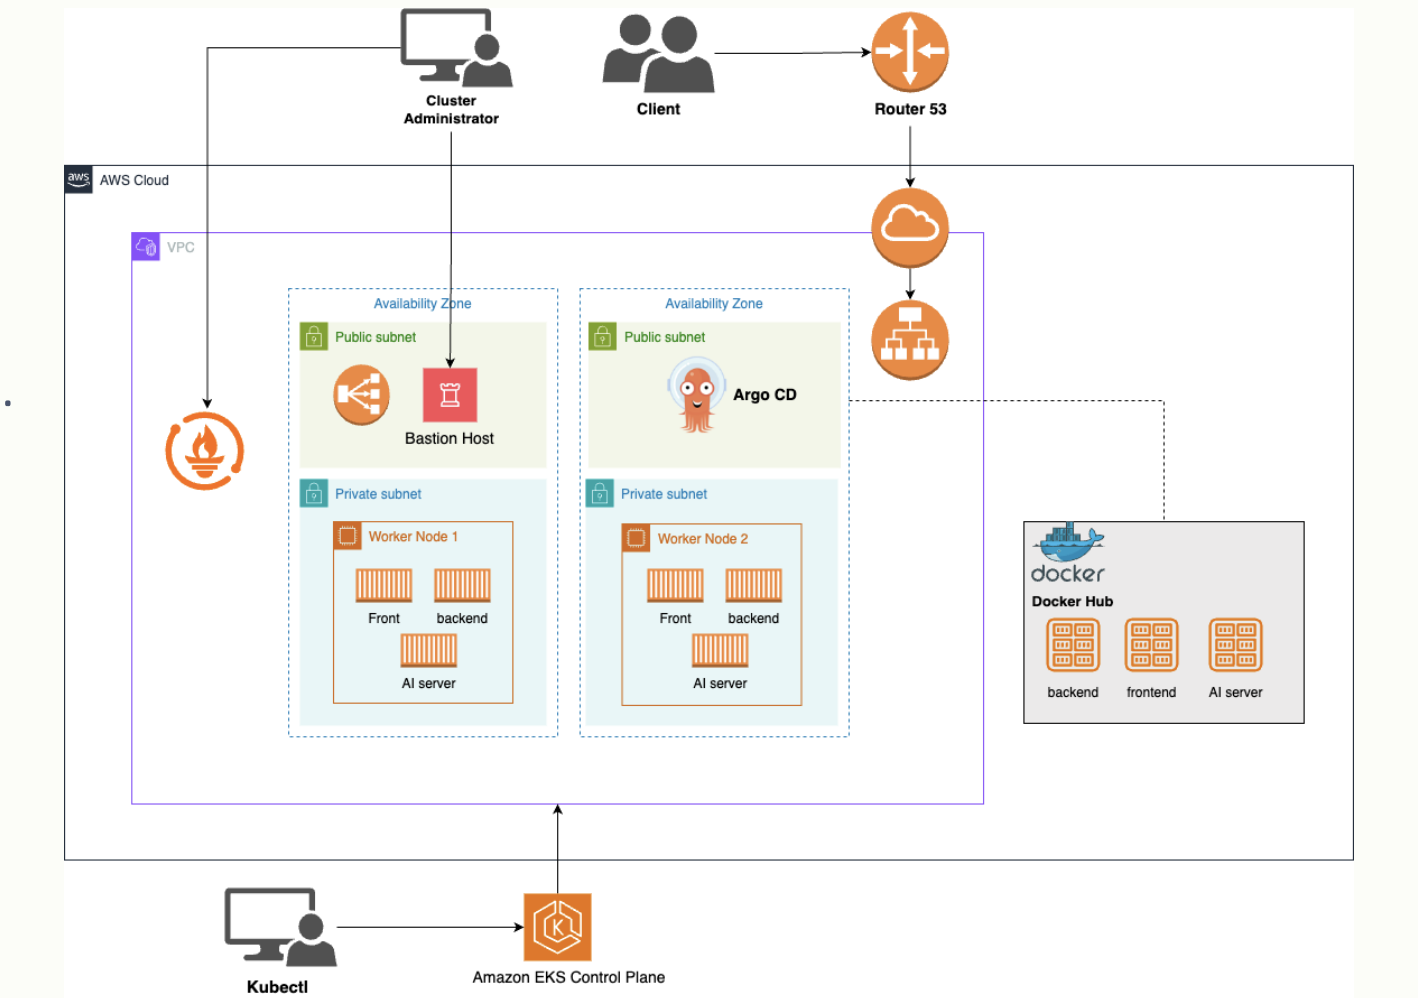 Cluster
Administrator
Client
Router 53
aws
AWS Cloud
VPC
Availability Zone
Availability Zone
Public subnet
Public subnet
Bastion Host
Argo CD
Private subnet
Private subnet
Worker Node 1
Worker Node 2
Front
backend
Front
backend
AI server
AI server
docker
Docker Hub
backend
frontend
AI server
K
Kubectl
Amazon EKS Control Plane